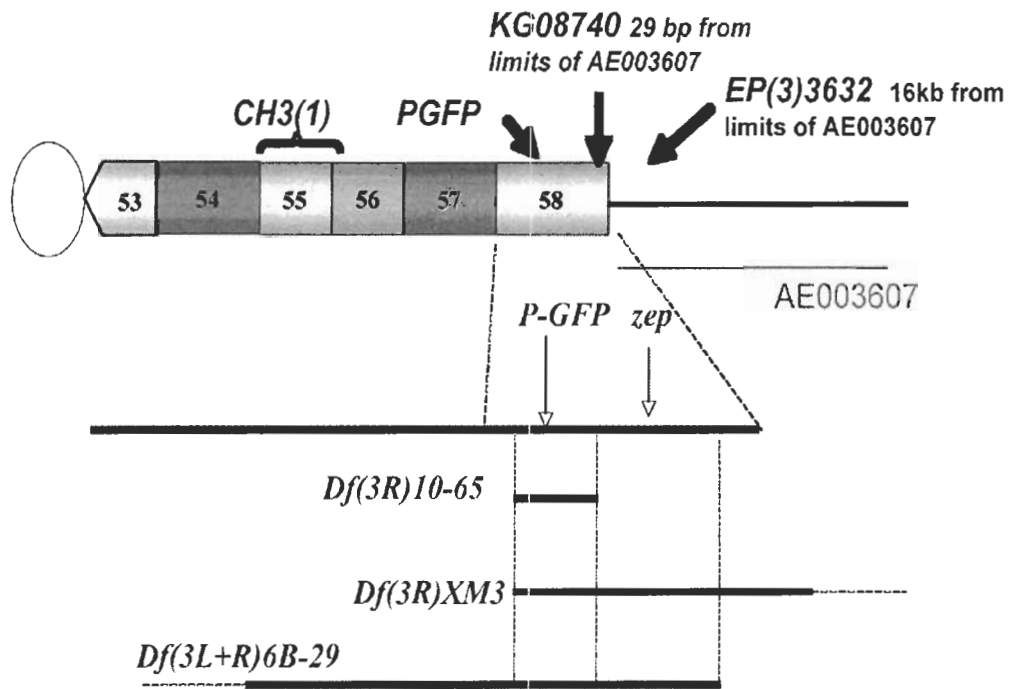 KG08740 29 bp from
limits of AE003607
EP(3)3632 16kb from
limits of AE003607
CH3(1)
PGFP
53 54 55 56 57 58
AE003607
P-GFP zep
Df(3R)10-65
Df(3R)XM3
Df(3L+R)6B-29